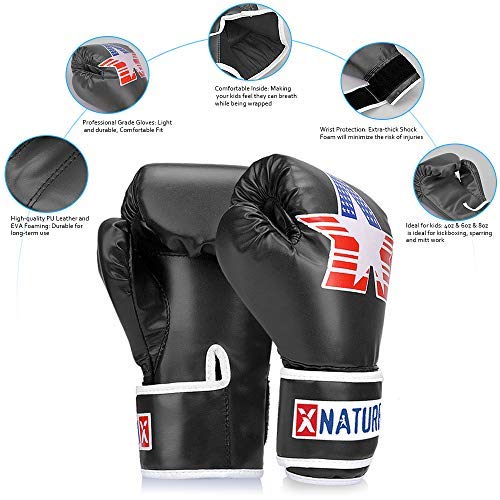 Comfortable Inside: Making
your kids feel they can breath
while being wrapped
Professional Grade Gloves: Light
and durable, Comfortable Fit
Wrist Protection: Extra-thick Shock
Foam will minimize the risk of injuries
High-quality PU Leather and
EVA Foaming: Durable for
long-term use
Ideal for kids: 4oz & 6oz & 8oz
is ideal for kickboxing, sparring
and mitt work
X NATURE